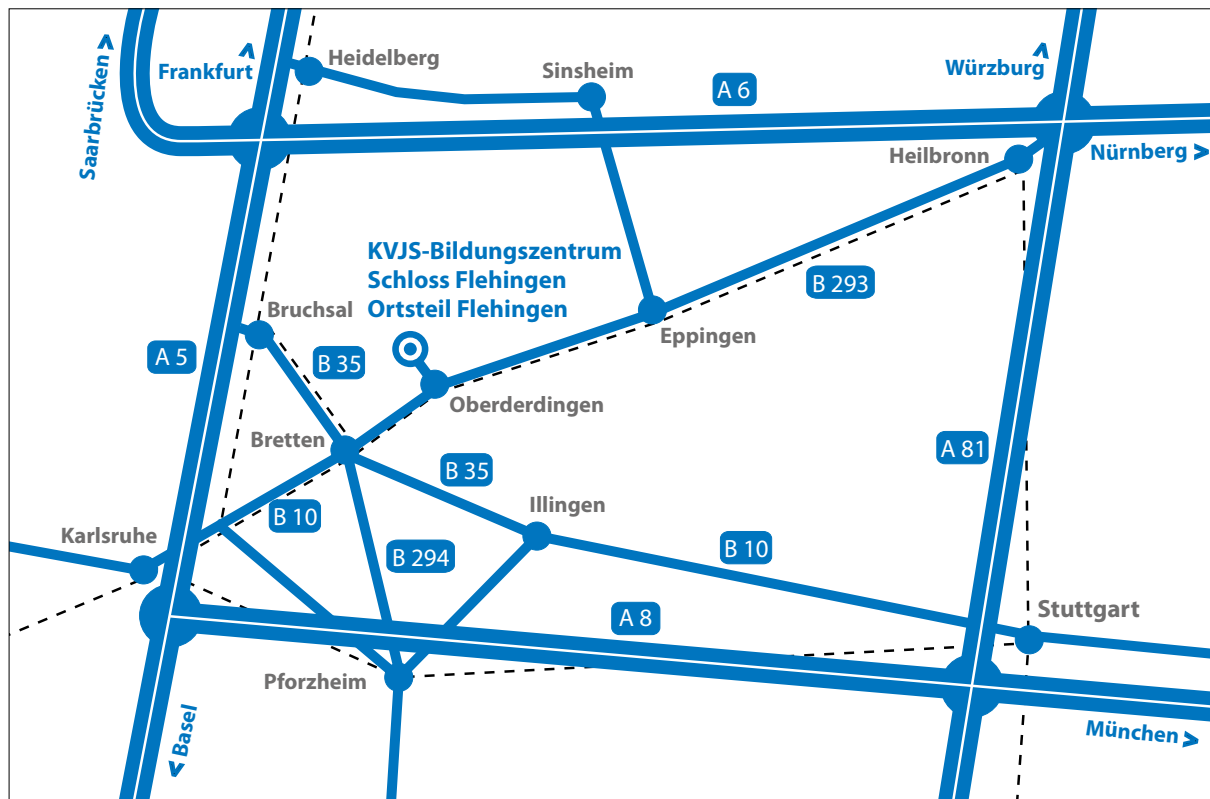 Saarbrücken >
Frankfurt >
Heidelberg
Sinsheim
A 6
Würzburg >
Heilbronn
Nürnberg >
KVJS-Bildungszentrum
Schloss Flehingen
Ortsteil Flehingen
B 293
Bruchsal
Eppingen
A 5
B 35
Oberderdingen
Bretten
A 81
B 35
Illingen
B 10
Karlsruhe
B 10
B 294
A 8
Stuttgart
Pforzheim
< Basel
München >